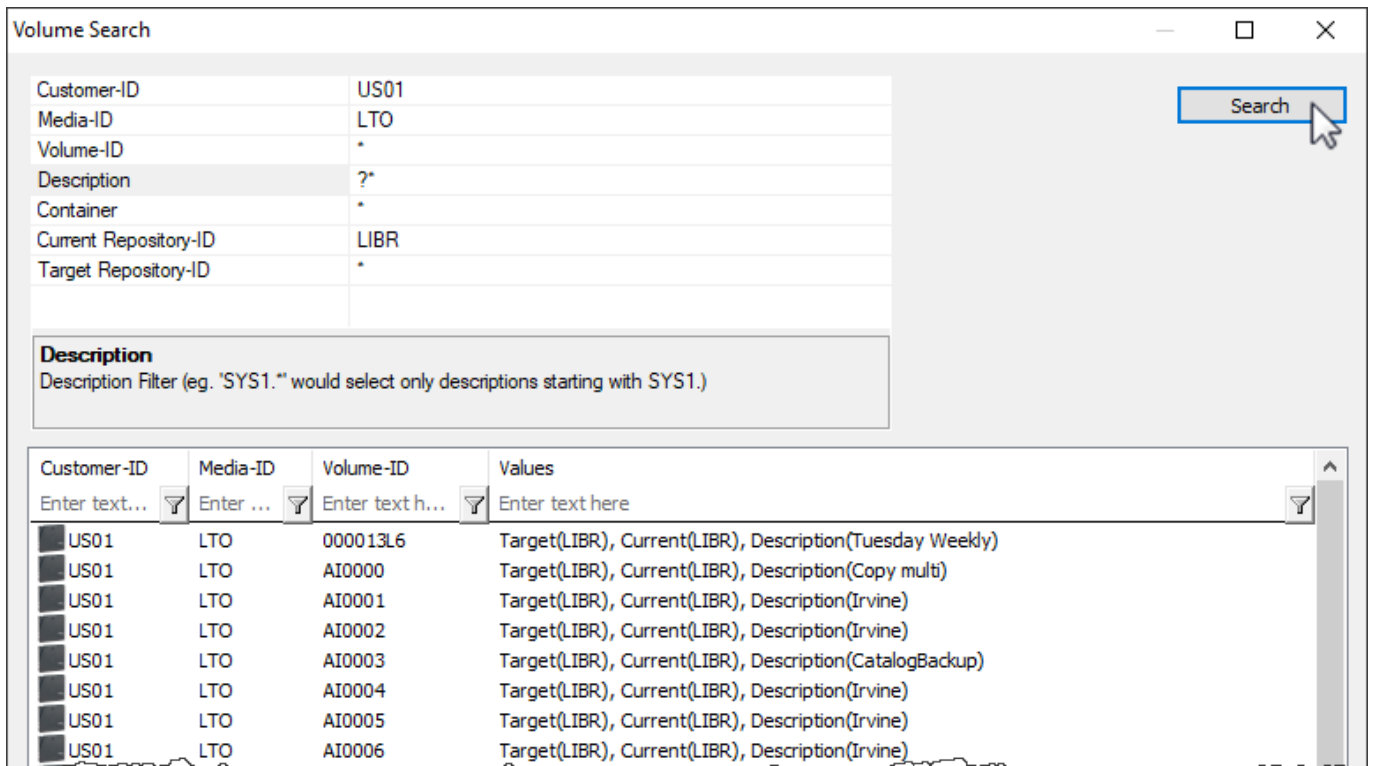 Volume Search
Customer-ID US01
Search
Media-ID LTO
Volume-ID *
Description ?*
Container *
Current Repository-ID LIBR
Target Repository-ID *
Description
Description Filter (eg. 'SYS1.*' would select only descriptions starting with SYS1.)
Customer-ID Media-ID Volume-ID Values
Enter text... Enter ... Enter text h... Enter text here
US01 LTO 000013L6 Target(LIBR), Current(LIBR), Description(Tuesday Weekly)
US01 LTO AI0000 Target(LIBR), Current(LIBR), Description(Copy multi)
US01 LTO AI0001 Target(LIBR), Current(LIBR), Description(Irvine)
US01 LTO AI0002 Target(LIBR), Current(LIBR), Description(Irvine)
US01 LTO AI0003 Target(LIBR), Current(LIBR), Description(CatalogBackup)
US01 LTO AI0004 Target(LIBR), Current(LIBR), Description(Irvine)
US01 LTO AI0005 Target(LIBR), Current(LIBR), Description(Irvine)
US01 LTO AI0006 Target(LIBR), Current(LIBR), Description(Irvine)